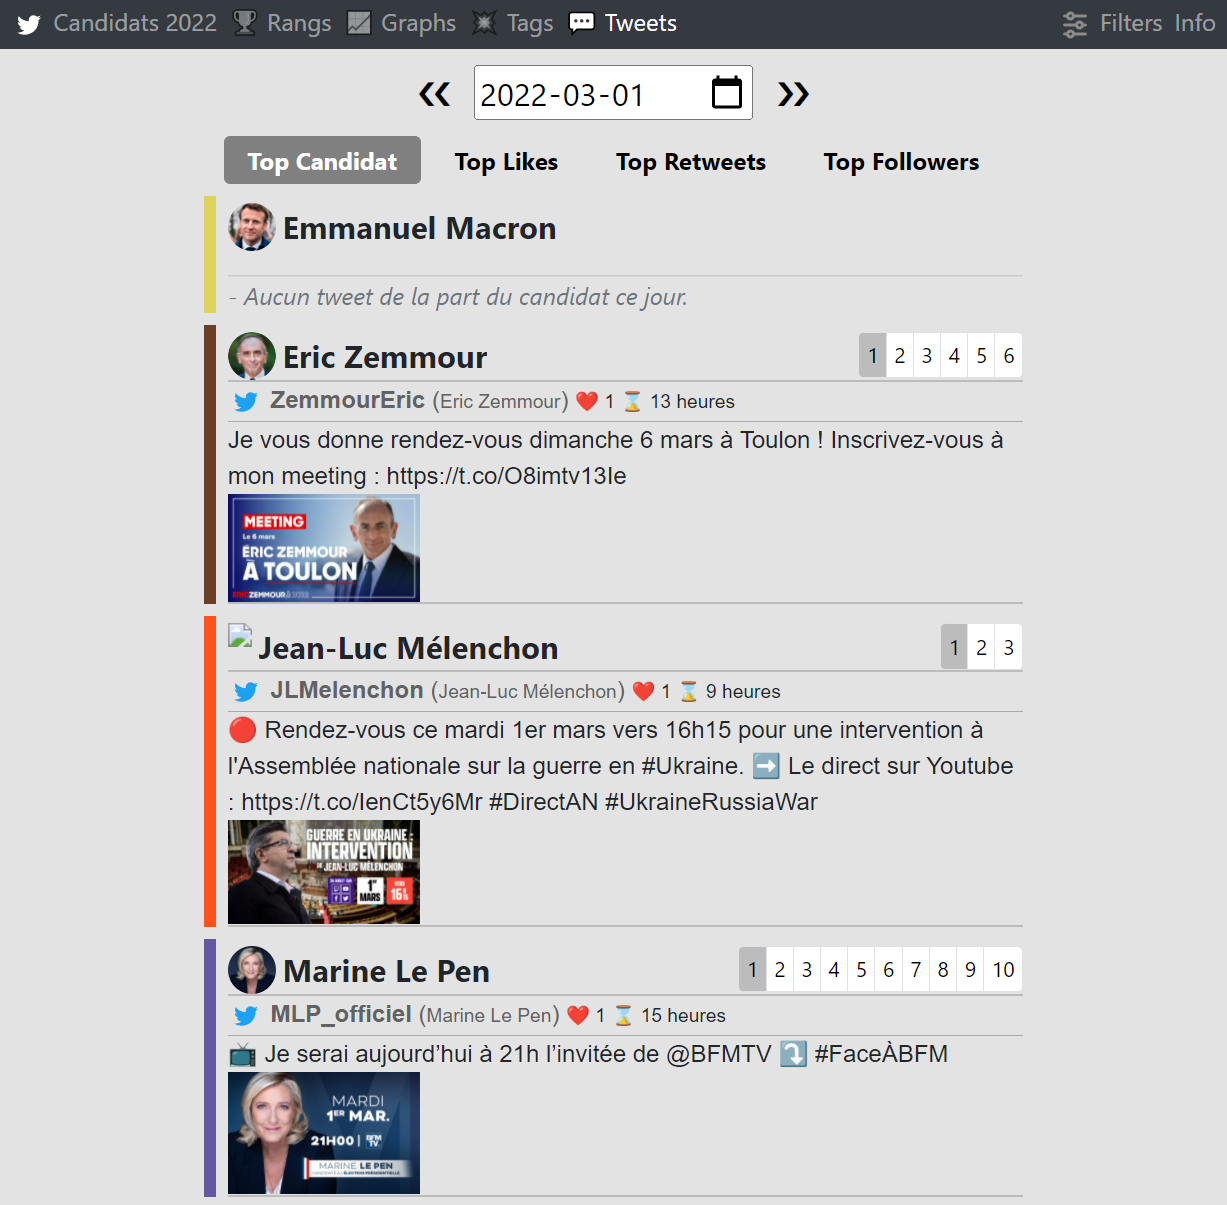 Candidats 2022 Rangs Graphs Tags Tweets Filters Info
« 2022-03-01 »
Top Candidat Top Likes Top Retweets Top Followers
Emmanuel Macron
- Aucun tweet de la part du candidat ce jour.
Eric Zemmour 1 2 3 4 5 6
ZemmourEric (Eric Zemmour) ❤️ 1 ⌛ 13 heures
Je vous donne rendez-vous dimanche 6 mars à Toulon ! Inscrivez-vous à
mon meeting : https://t.co/O8imtv13Ie
MEETING
Le 6 mars
ÉRIC ZEMMOUR
À TOULON
Jean-Luc Mélenchon 1 2 3
JLMelenchon (Jean-Luc Mélenchon) ❤️ 1 ⌛ 9 heures
🔴 Rendez-vous ce mardi 1er mars vers 16h15 pour une intervention à
l'Assemblée nationale sur la guerre en #Ukraine. ➡️ Le direct sur Youtube
: https://t.co/IenCt5y6Mr #DirectAN #UkraineRussiaWar
GUERRE EN UKRAINE :
INTERVENTION
DE JEAN-LUC MÉLENCHON
1ER
MARS
Marine Le Pen 1 2 3 4 5 6 7 8 9 10
MLP_officiel (Marine Le Pen) ❤️ 1 ⌛ 15 heures
📺 Je serai aujourd’hui à 21h l’invitée de @BFMTV ⤵️ #FaceÀBFM
MARDI
1ER MAR.
21H00 | BFM
TV
MARINE LE PEN